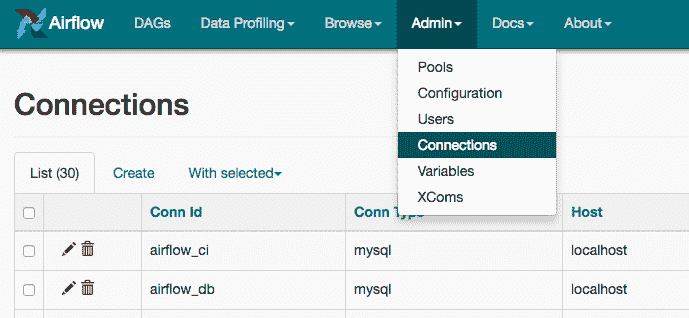 Airflow DAGs Data Profiling Browse Admin Docs About
Pools
Configuration
Users
Connections
Variables
XComs
Connections
List (30) Create With selected
Conn Id Conn Type Host
airflow_ci mysql localhost
airflow_db mysql localhost